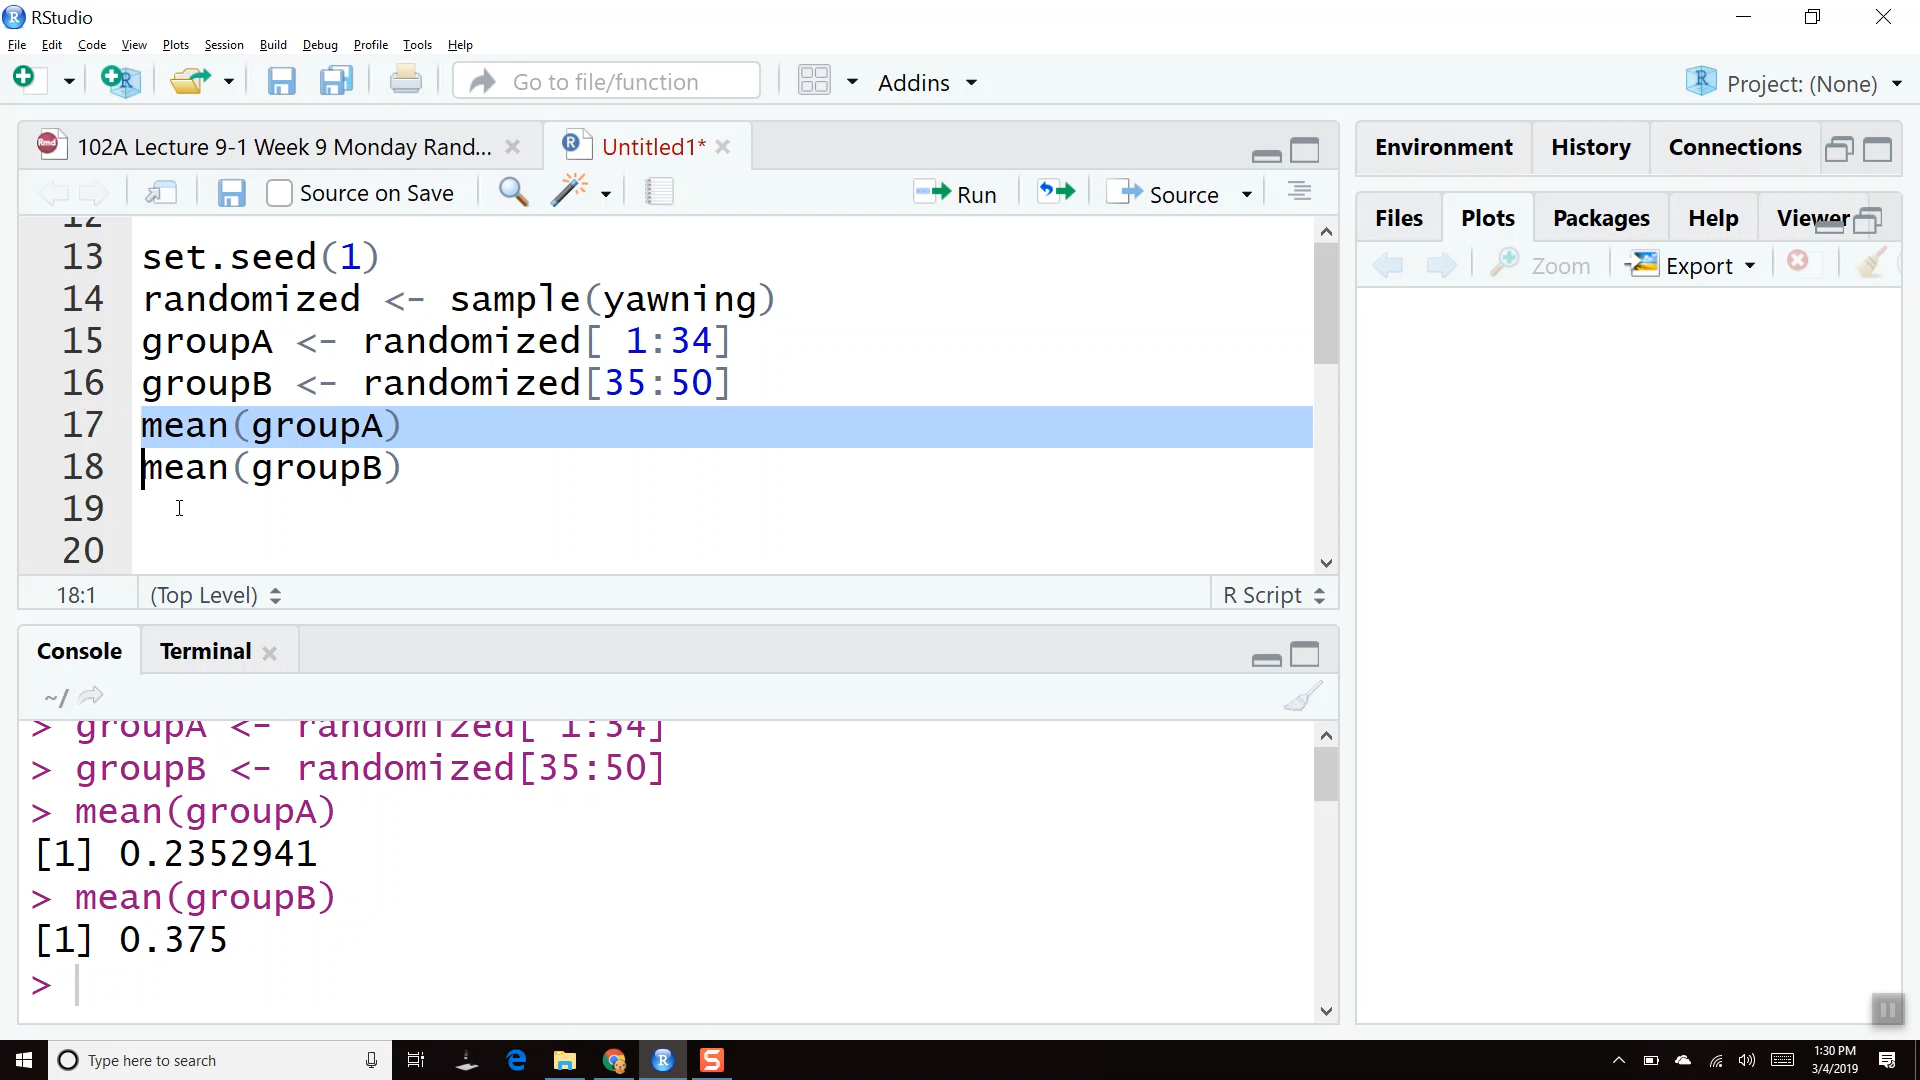 RStudio
File Edit Code View Plots Session Build Debug Profile Tools Help
Go to file/function Addins Project: (None)
102A Lecture 9-1 Week 9 Monday Rand... Untitled1*
Source on Save Run Source
12
13 set.seed(1)
14 randomized <- sample(yawning)
15 groupA <- randomized[ 1:34]
16 groupB <- randomized[35:50]
17 mean(groupA)
18 mean(groupB)
19
20
18:1 (Top Level) R Script
Console Terminal
~/
> groupA <- randomized[ 1:34]
> groupB <- randomized[35:50]
> mean(groupA)
[1] 0.2352941
> mean(groupB)
[1] 0.375
>
Environment History Connections
Files Plots Packages Help Viewer
Zoom Export
Type here to search
1:30 PM
3/4/2019